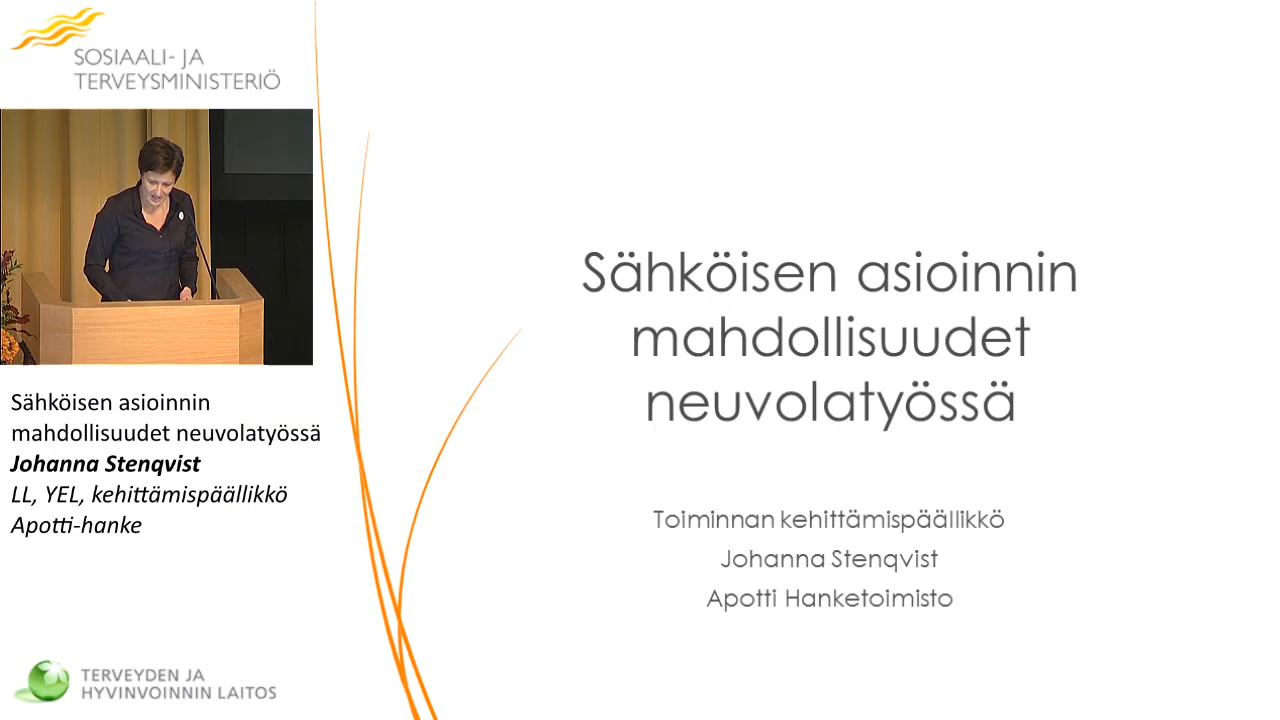 SOSIAALI- JA
TERVEYSMINISTERIÖ
Sähköisen asioinnin
mahdollisuudet neuvolatyössä
Johanna Stenqvist
LL, YEL, kehittämispäällikkö
Apotti-hanke
TERVEYDEN JA
HYVINVOINNIN LAITOS
Sähköisen asioinnin
mahdollisuudet
neuvolatyössä
Toiminnan kehittämispäällikkö
Johanna Stenqvist
Apotti Hanketoimisto